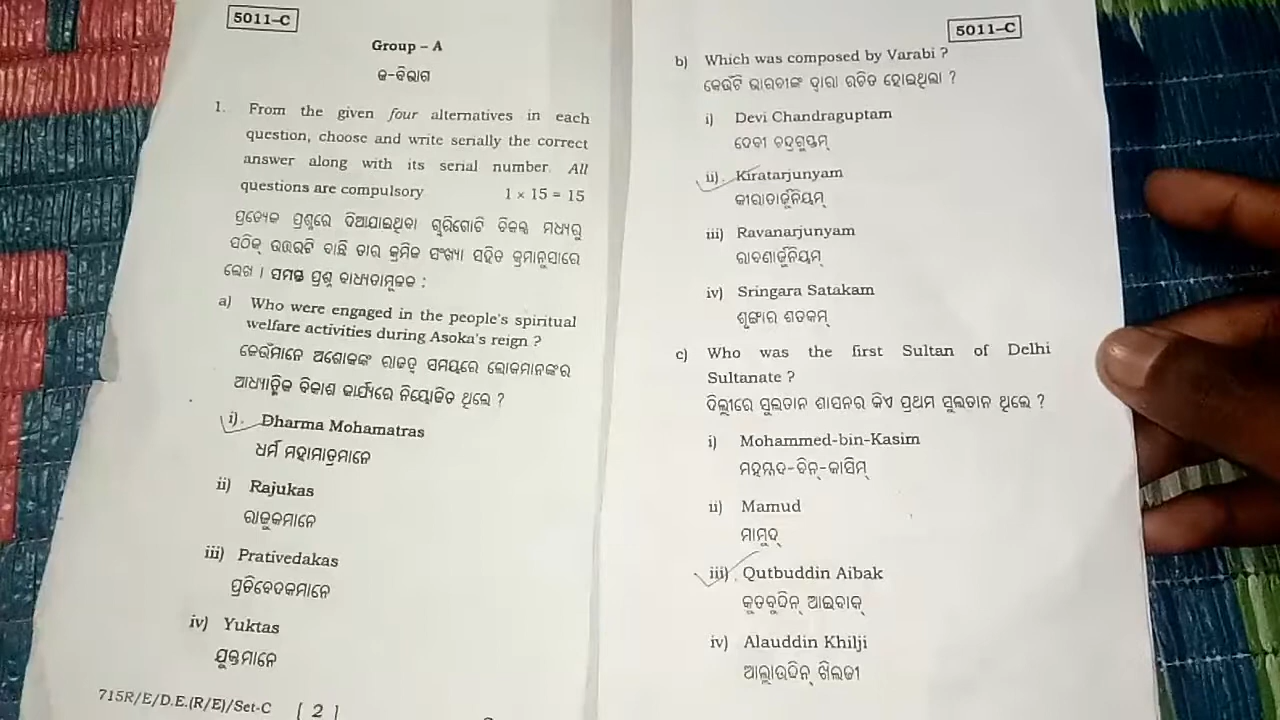 5011-C
Group - A
କ-ବିଭାଗ
1. From the given four alternatives in each
question, choose and write serially the correct
answer along with its serial number. All
questions are compulsory 1 × 15 = 15
ପ୍ରତ୍ୟେକ ପ୍ରଶ୍ନରେ ଦିଆଯାଇଥିବା ଚାରିଗୋଟି ବିକଳ୍ପ ମଧ୍ୟରୁ
ସଠିକ୍ ଉତ୍ତରଟି ବାଛି ତାର କ୍ରମିକ ସଂଖ୍ୟା ସହିତ କ୍ରମାନୁସାରେ
ଲେଖ । ସମସ୍ତ ପ୍ରଶ୍ନ ବାଧ୍ୟତାମୂଳକ :
a) Who were engaged in the people's spiritual
welfare activities during Asoka's reign ?
କେଉଁମାନେ ଅଶୋକଙ୍କ ରାଜତ୍ୱ ସମୟରେ ଲୋକମାନଙ୍କର
ଆଧ୍ୟାତ୍ମିକ ବିକାଶ କାର୍ଯ୍ୟରେ ନିୟୋଜିତ ଥିଲେ ?
i) Dharma Mohamatras
ଧର୍ମ ମହାମାତ୍ରମାନେ
ii) Rajukas
ରାଜୁକମାନେ
iii) Prativedakas
ପ୍ରତିବେଦକମାନେ
iv) Yuktas
ଯୁକ୍ତମାନେ
715R/E/D.E.(R/E)/Set-C [ 2 ]
5011-C
b) Which was composed by Varabi ?
କେଉଁଟି ଭାରବୀଙ୍କ ଦ୍ୱାରା ରଚିତ ହୋଇଥିଲା ?
i) Devi Chandraguptam
ଦେବୀ ଚନ୍ଦ୍ରଗୁପ୍ତମ୍
ii) Kiratarjunyam
କୀରାତାର୍ଜୁନିୟମ୍
iii) Ravanarjunyam
ରାବଣାର୍ଜୁନିୟମ୍
iv) Sringara Satakam
ଶୃଙ୍ଗାର ଶତକମ୍
c) Who was the first Sultan of Delhi
Sultanate ?
ଦିଲ୍ଲୀରେ ସୁଲତାନ ଶାସନର କିଏ ପ୍ରଥମ ସୁଲତାନ ଥିଲେ ?
i) Mohammed-bin-Kasim
ମହମ୍ମଦ-ବିନ୍-କାସିମ୍
ii) Mamud
ମାମୁଦ୍
iii) Qutbuddin Aibak
କୁତବୁଦ୍ଦିନ୍ ଆଇବାକ୍
iv) Alauddin Khilji
ଆଲ୍ଲାଉଦ୍ଦିନ୍ ଖିଲଜୀ